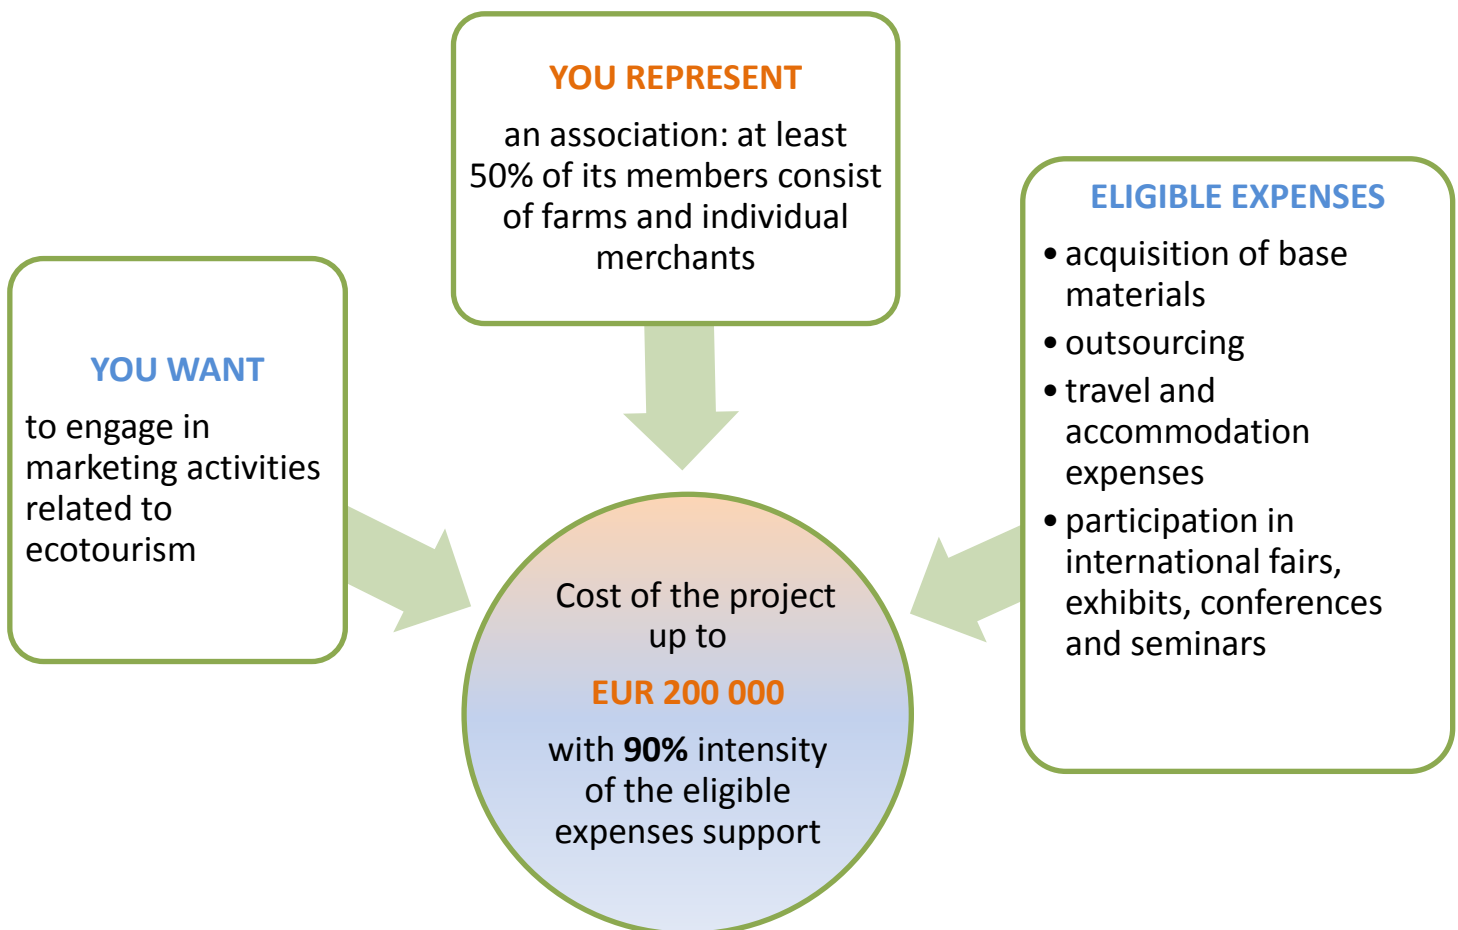 YOU REPRESENT
an association: at least
50% of its members consist
of farms and individual
merchants
YOU WANT
to engage in
marketing activities
related to
ecotourism
ELIGIBLE EXPENSES
• acquisition of base
materials
• outsourcing
• travel and
accommodation
expenses
• participation in
international fairs,
exhibits, conferences
and seminars
Cost of the project
up to
EUR 200 000
with 90% intensity
of the eligible
expenses support